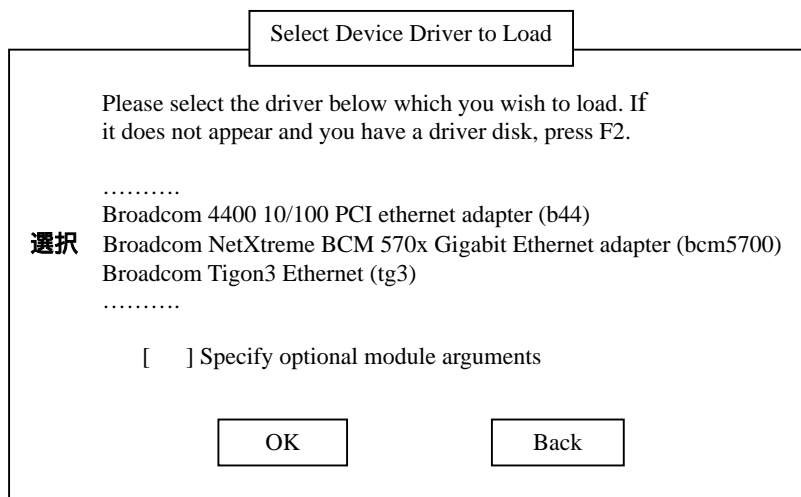 Select Device Driver to Load
Please select the driver below which you wish to load. If
it does not appear and you have a driver disk, press F2.
……….
Broadcom 4400 10/100 PCI ethernet adapter (b44)
選択 Broadcom NetXtreme BCM 570x Gigabit Ethernet adapter (bcm5700)
Broadcom Tigon3 Ethernet (tg3)
……….
[ ] Specify optional module arguments
OK Back